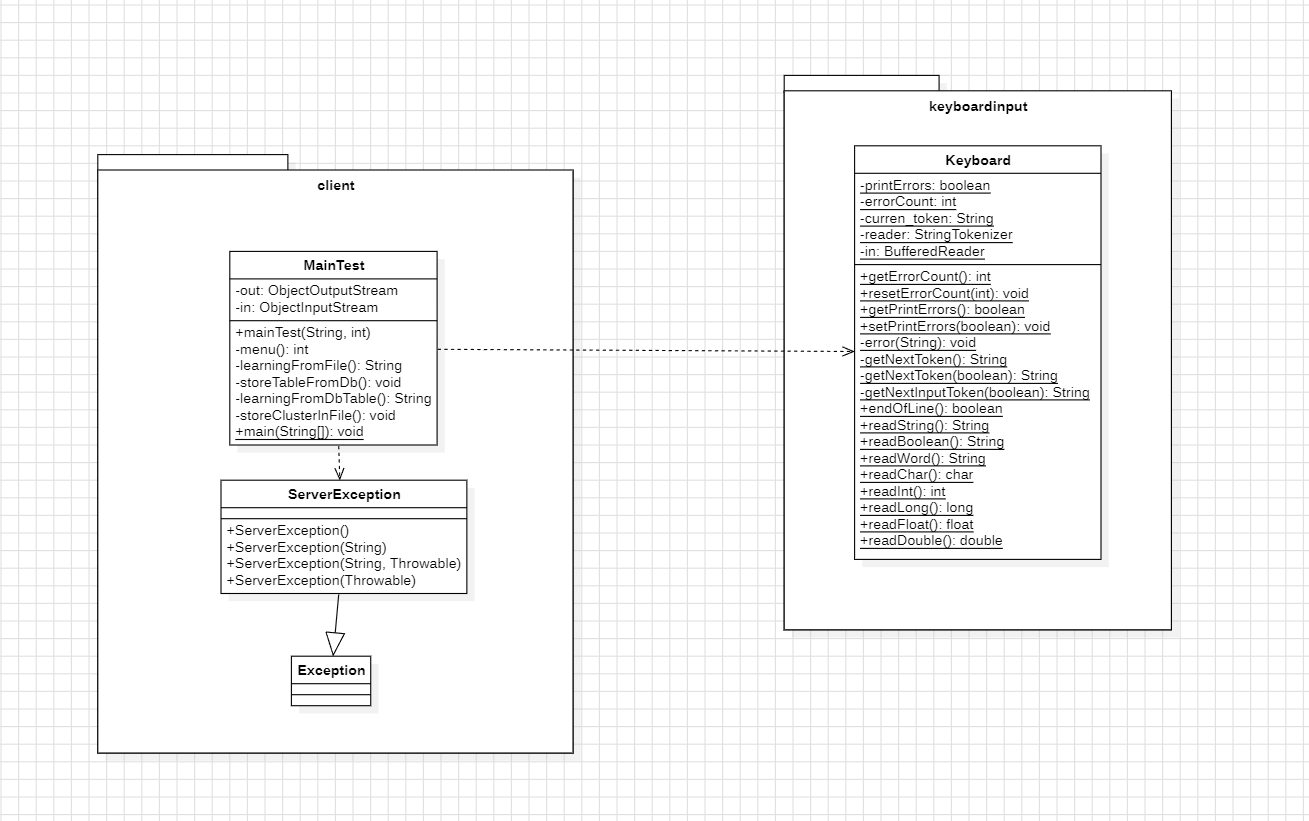 client
MainTest
-out: ObjectOutputStream
-in: ObjectInputStream
+mainTest(String, int)
-menu(): int
-learningFromFile(): String
-storeTableFromDb(): void
-learningFromDbTable(): String
-storeClusterInFile(): void
+main(String[]): void
ServerException
+ServerException()
+ServerException(String)
+ServerException(String, Throwable)
+ServerException(Throwable)
Exception
keyboardinput
Keyboard
-printErrors: boolean
-errorCount: int
-curren_token: String
-reader: StringTokenizer
-in: BufferedReader
+getErrorCount(): int
+resetErrorCount(int): void
+getPrintErrors(): boolean
+setPrintErrors(boolean): void
-error(String): void
-getNextToken(): String
-getNextToken(boolean): String
-getNextInputToken(boolean): String
+endOfLine(): boolean
+readString(): String
+readBoolean(): String
+readWord(): String
+readChar(): char
+readInt(): int
+readLong(): long
+readFloat(): float
+readDouble(): double